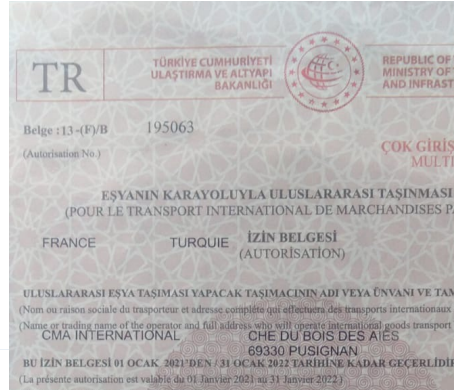 TR
TÜRKİYE CUMHURİYETİ
ULAŞTIRMA VE ALTYAPI
BAKANLIĞI
REPUBLIC OF
MINISTRY OF
AND INFRAST
Belge : 13 -(F)/B 195063
(Autorisation No.)
ÇOK GİRİŞ
MULTI
EŞYANIN KARAYOLUYLA ULUSLARARASI TAŞINMASI
(POUR LE TRANSPORT INTERNATIONAL DE MARCHANDISES PA
FRANCE TURQUIE İZİN BELGESİ
(AUTORISATION)
ULUSLARARASI EŞYA TAŞIMASI YAPACAK TAŞIMACININ ADI VEYA ÜNVANI VE TAM
(Nom ou raison sociale du trasporteur et adresse complète qui effectuera des transports internationaux
(Name or trading name of the operator and full address who will operate international goods transport
CMA INTERNATIONAL CHE DU BOIS DES AIES
69330 PUSIGNAN
BU İZİN BELGESİ 01 OCAK 2021'DEN / 31 OCAK 2022 TARİHİNE KADAR GEÇERLİDİR
(La présente autorisation est valable du 01 Janvier 2021 au 31 Janvier 2022)